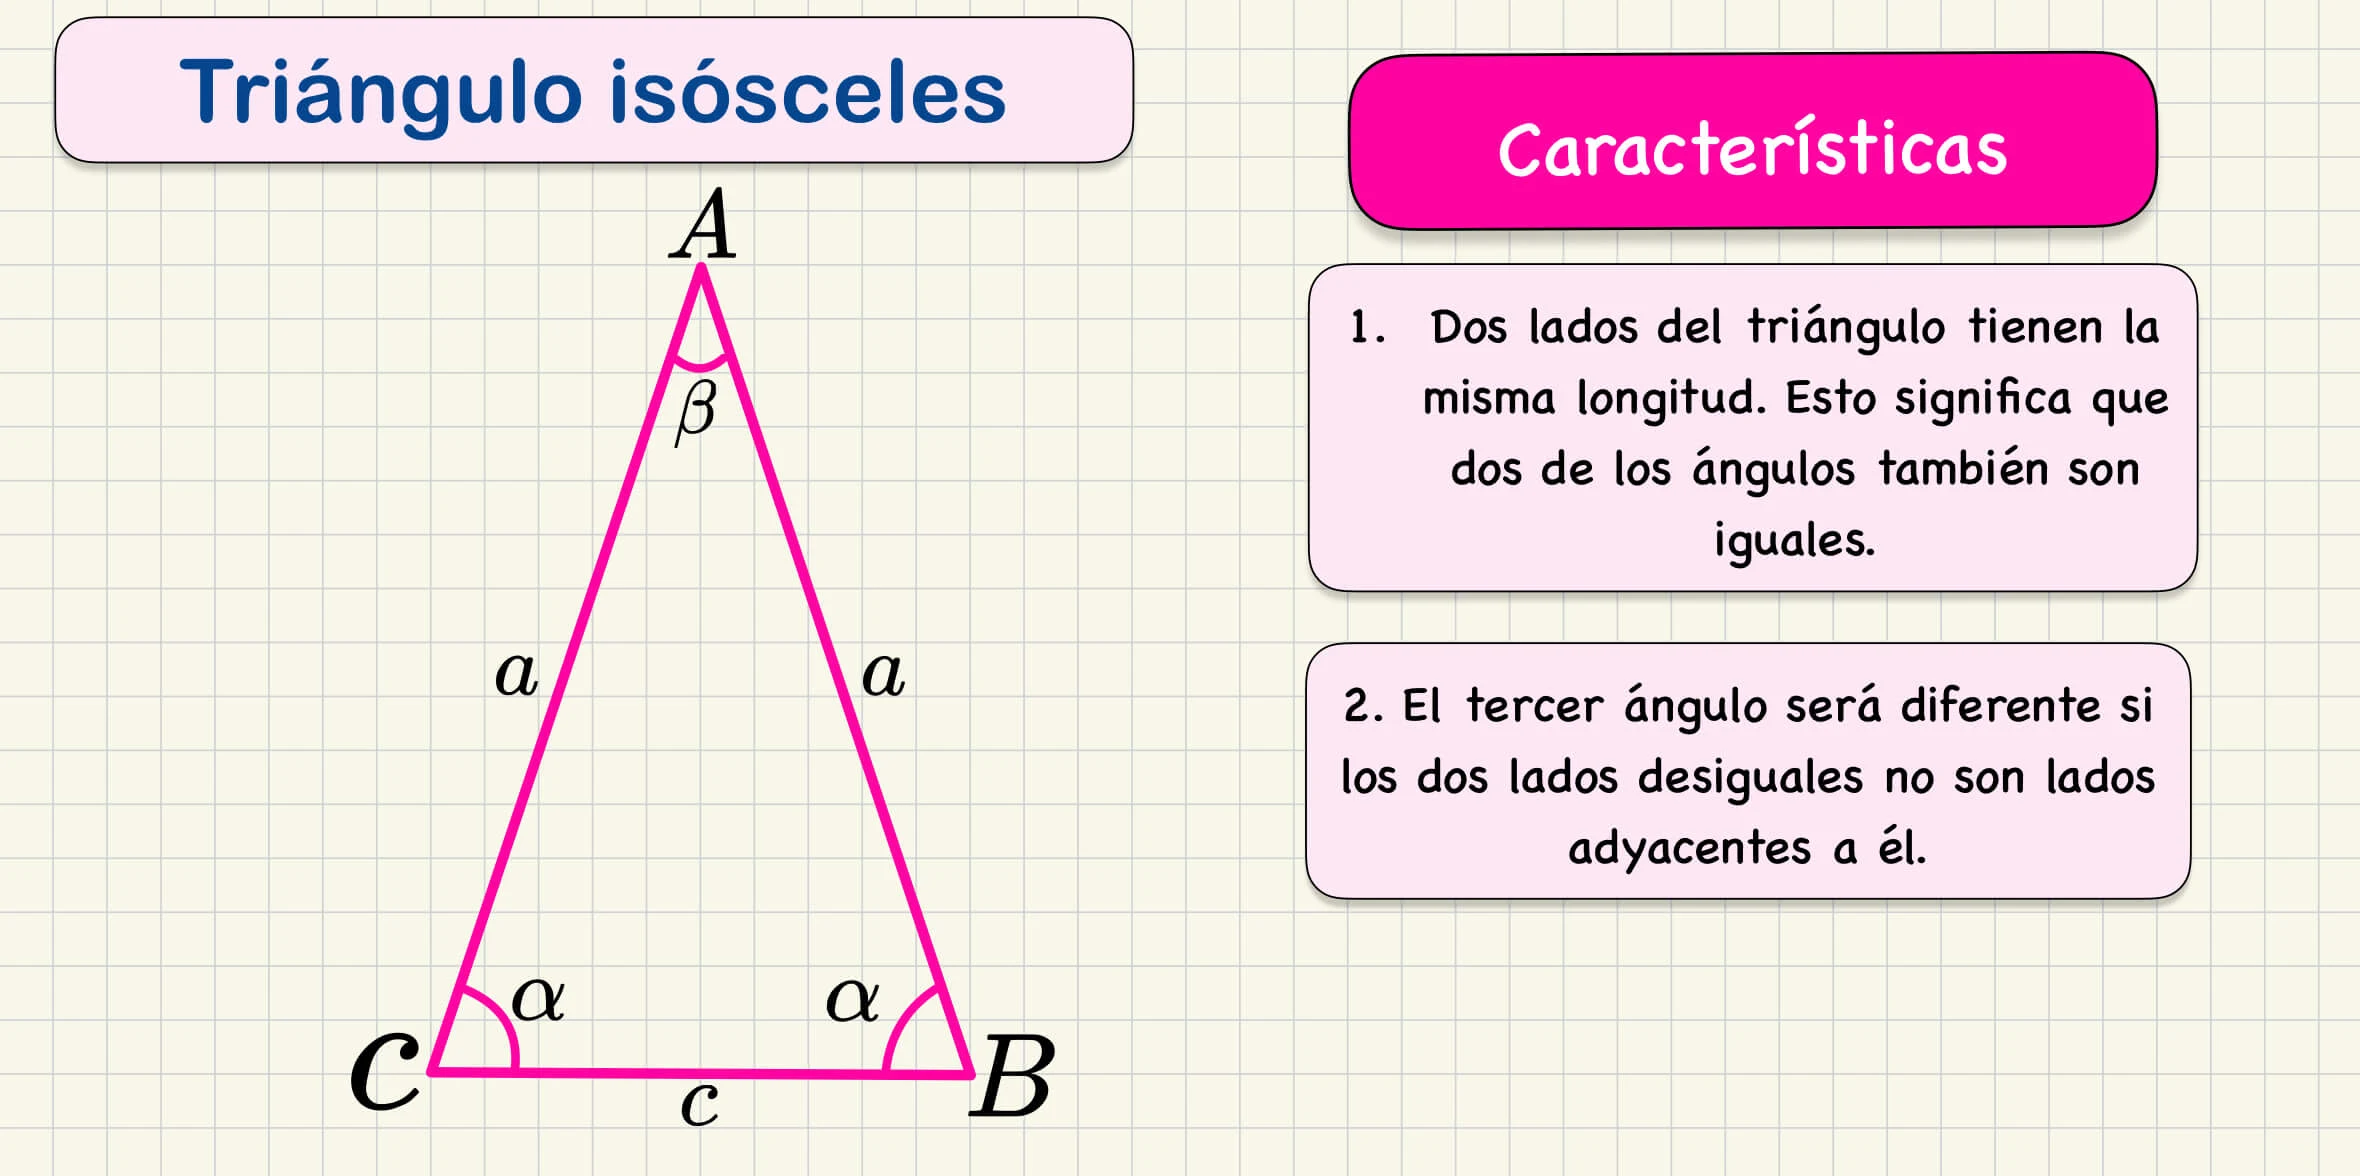 Triángulo isósceles
Características
A
β
a
a
α
α
C
B
c
1. Dos lados del triángulo tienen la
misma longitud. Esto significa que
dos de los ángulos también son
iguales.
2. El tercer ángulo será diferente si
los dos lados desiguales no son lados
adyacentes a él.